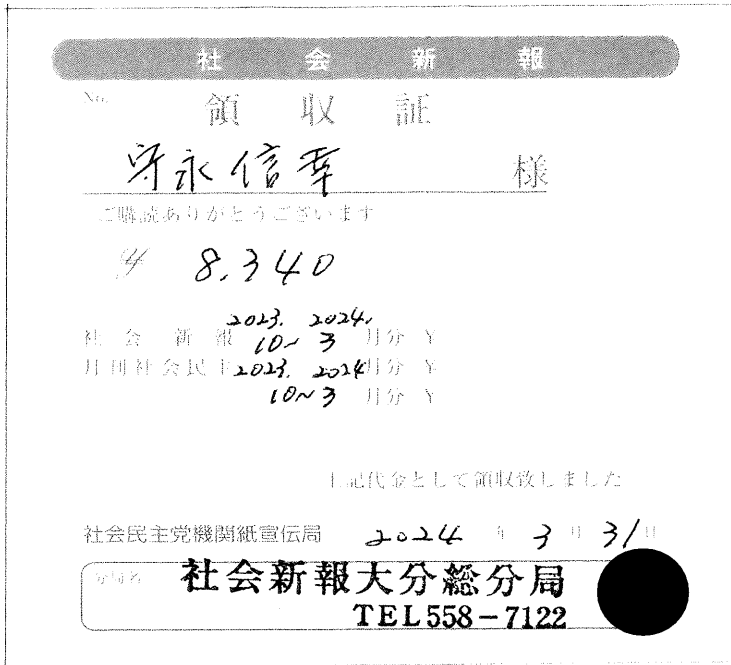 社会新報
No.
領収証
守永信幸 様
ご購読ありがとうございます
¥ 8,340
2023. 2024.
社会新報 10~3 月分 ¥
月刊社会民主 2023. 2024 月分 ¥
10~3 月分 ¥
上記代金として領収致しました
社会民主党機関紙宣伝局 2024 年 3 月 31 日
分局名 社会新報大分総分局
TEL558-7122